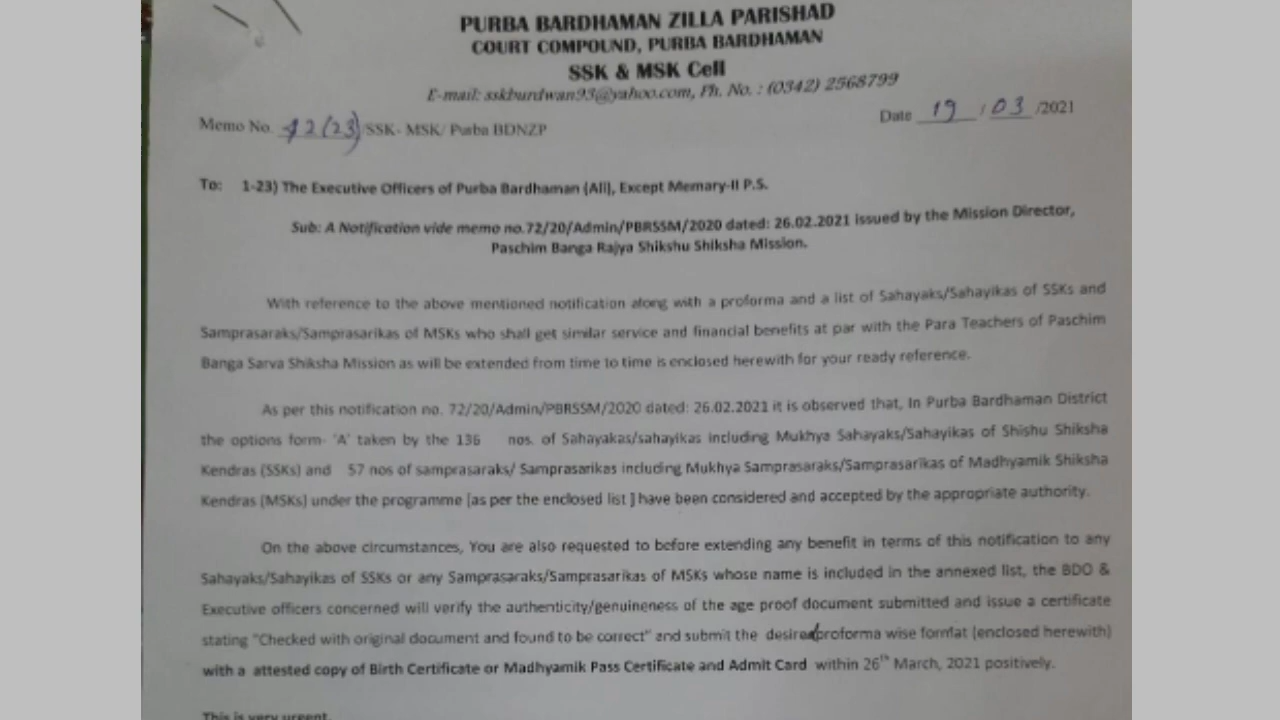 PURBA BARDHAMAN ZILLA PARISHAD
COURT COMPOUND, PURBA BARDHAMAN
SSK & MSK Cell
E-mail: sskburdwan93@yahoo.com, Ph. No. : (0342) 2568799
Memo No. 12(23)/SSK- MSK/ Purba BDNZP
Date 19/03/2021
To: 1-23) The Executive Officers of Purba Bardhaman (All), Except Memary-II P.S.
Sub: A Notification vide memo no.72/20/Admin/PBRSSM/2020 dated: 26.02.2021 issued by the Mission Director,
Paschim Banga Rajya Shikshu Shiksha Mission.
With reference to the above mentioned notification along with a proforma and a list of Sahayaks/Sahayikas of SSKs and
Samprasaraks/Samprasarikas of MSKs who shall get similar service and financial benefits at par with the Para Teachers of Paschim
Banga Sarva Shiksha Mission as will be extended from time to time is enclosed herewith for your ready reference.
As per this notification no. 72/20/Admin/PBRSSM/2020 dated: 26.02.2021 it is observed that, In Purba Bardhaman District
the options form- 'A' taken by the 136 nos. of Sahayakas/sahayikas including Mukhya Sahayaks/Sahayikas of Shishu Shiksha
Kendras (SSKs) and 57 nos of samprasaraks/ Samprasarikas including Mukhya Samprasaraks/Samprasarikas of Madhyamik Shiksha
Kendras (MSKs) under the programme [as per the enclosed list ] have been considered and accepted by the appropriate authority.
On the above circumstances, You are also requested to before extending any benefit in terms of this notification to any
Sahayaks/Sahayikas of SSKs or any Samprasaraks/Samprasarikas of MSKs whose name is included in the annexed list, the BDO &
Executive officers concerned will verify the authenticity/genuineness of the age proof document submitted and issue a certificate
stating "Checked with original document and found to be correct" and submit the desired proforma wise formfat (enclosed herewith)
with a attested copy of Birth Certificate or Madhyamik Pass Certificate and Admit Card within 26th March, 2021 positively.
This is very urgent.